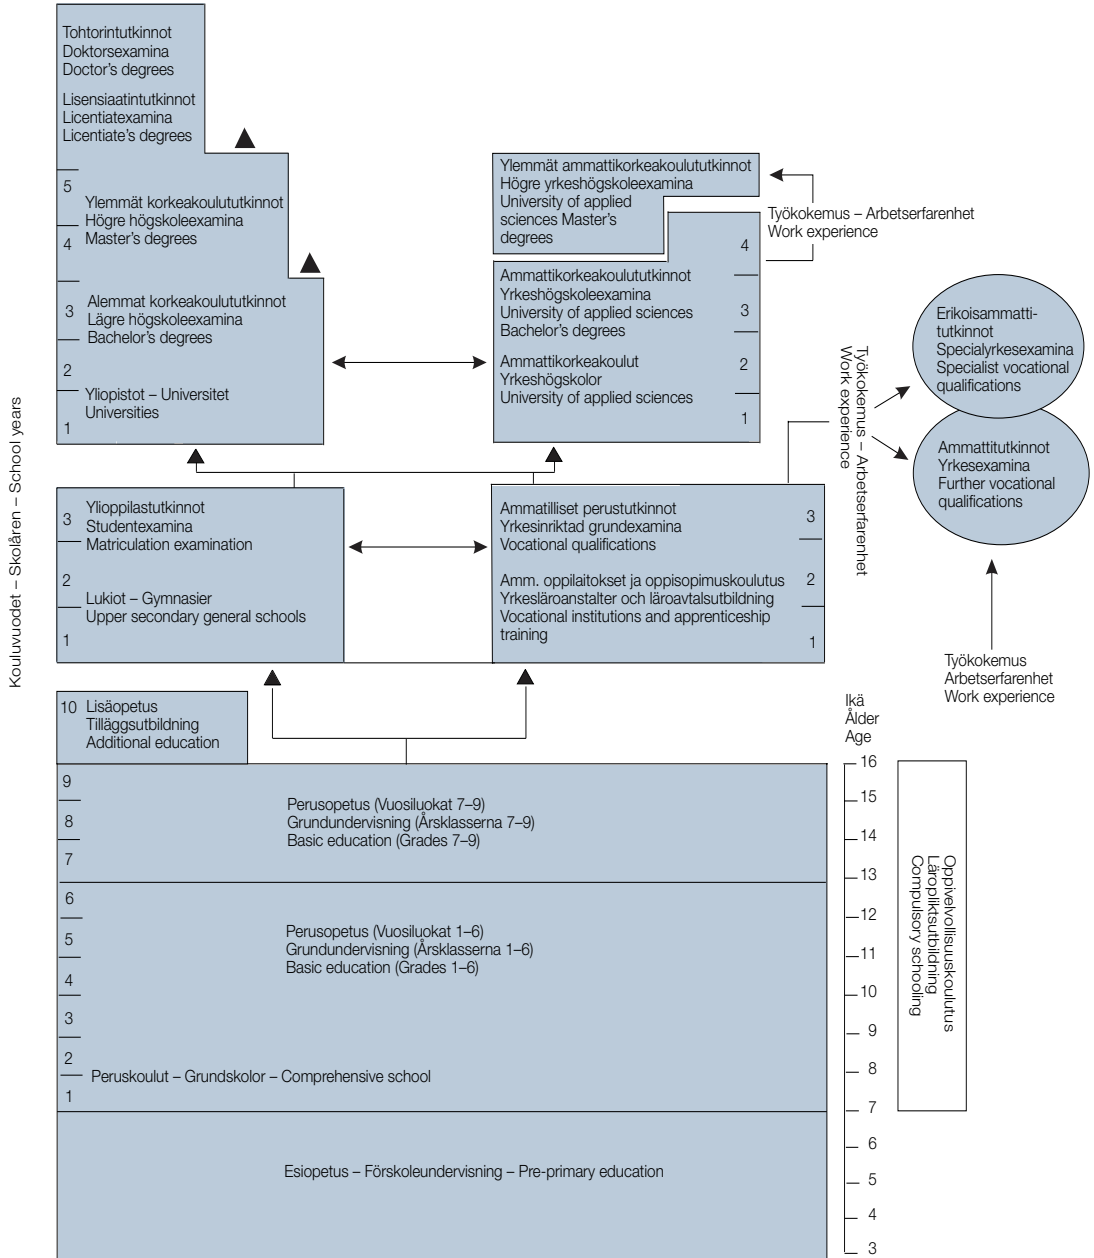 Kouluvuodet – Skolåren – School years
Tohtorintutkinnot
Doktorsexamina
Doctor's degrees
Lisensiaatintutkinnot
Licentiatexamina
Licentiate's degrees
5
4
Ylemmät korkeakoulututkinnot
Högre högskoleexamina
Master's degrees
3
2
1
Alemmat korkeakoulututkinnot
Lägre högskoleexamina
Bachelor's degrees
Yliopistot – Universitet
Universities
Ylemmät ammattikorkeakoulututkinnot
Högre yrkeshögskoleexamina
University of applied
sciences Master's
degrees
Työkokemus – Arbetserfarenhet
Work experience
4
3
2
1
Ammattikorkeakoulututkinnot
Yrkeshögskoleexamina
University of applied sciences
Bachelor's degrees
Ammattikorkeakoulut
Yrkeshögskolor
University of applied sciences
Työkokemus – Arbetserfarenhet
Work experience
Erikoisammatti-
tutkinnot
Specialyrkesexamina
Specialist vocational
qualifications
Ammattitutkinnot
Yrkesexamina
Further vocational
qualifications
Työkokemus
Arbetserfarenhet
Work experience
3
2
1
Ylioppilastutkinnot
Studentexamina
Matriculation examination
Lukiot – Gymnasier
Upper secondary general schools
Ammatilliset perustutkinnot
Yrkesinriktad grundexamina
Vocational qualifications
Amm. oppilaitokset ja oppisopimuskoulutus
Yrkesläroanstalter och läroavtalsutbildning
Vocational institutions and apprenticeship
training
3
2
1
10 Lisäopetus
Tilläggsutbildning
Additional education
9
8
7
Perusopetus (Vuosiluokat 7–9)
Grundundervisning (Årsklasserna 7–9)
Basic education (Grades 7–9)
6
5
4
3
2
1
Perusopetus (Vuosiluokat 1–6)
Grundundervisning (Årsklasserna 1–6)
Basic education (Grades 1–6)
Peruskoulut – Grundskolor – Comprehensive school
Esiopetus – Förskoleundervisning – Pre-primary education
Ikä
Ålder
Age
16
15
14
13
12
11
10
9
8
7
6
5
4
3
Oppivelvollisuuskoulutus
Läropliktsutbildning
Compulsory schooling